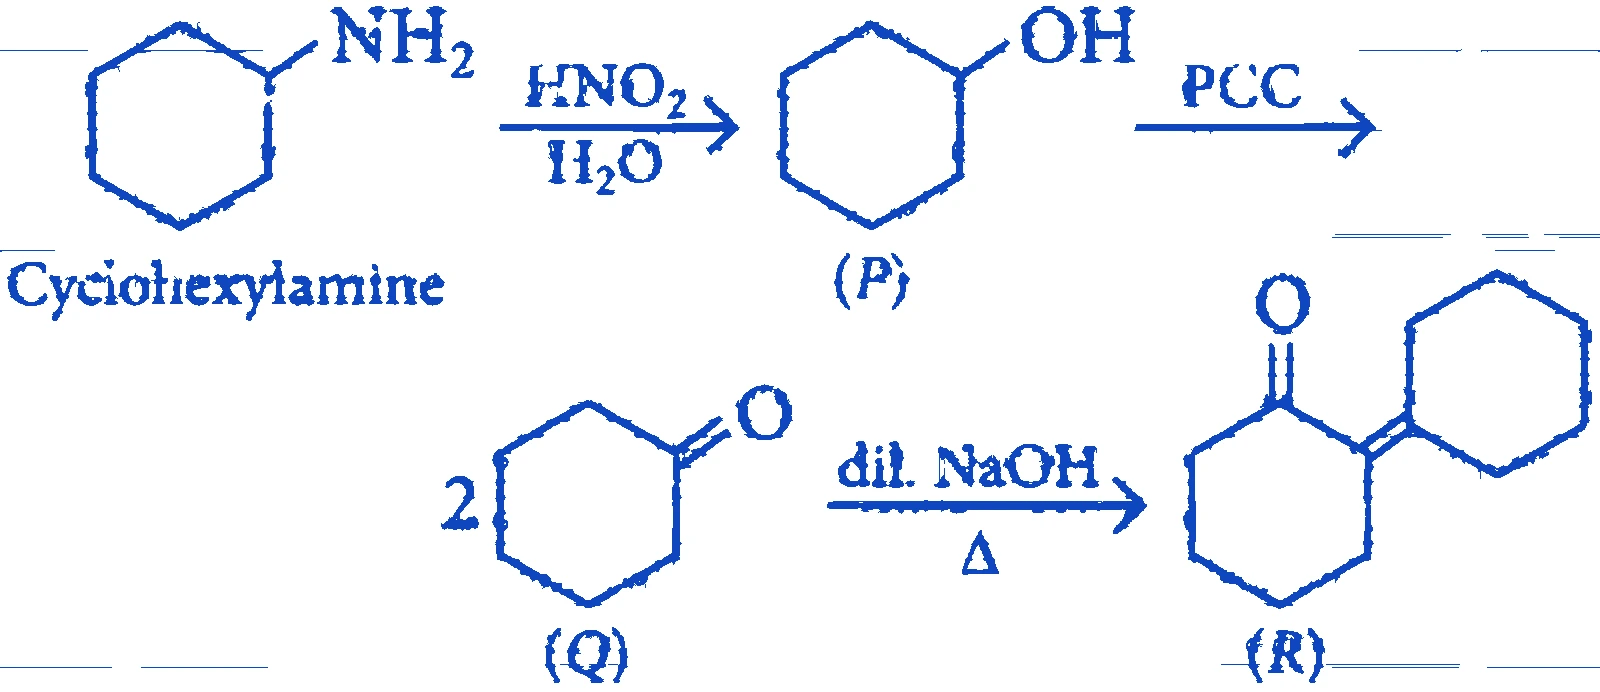 NH2 OH
HNO2 PCC
H2O
Cyclohexylamine (P)
O
O
2 dil. NaOH
Δ
(Q) (R)